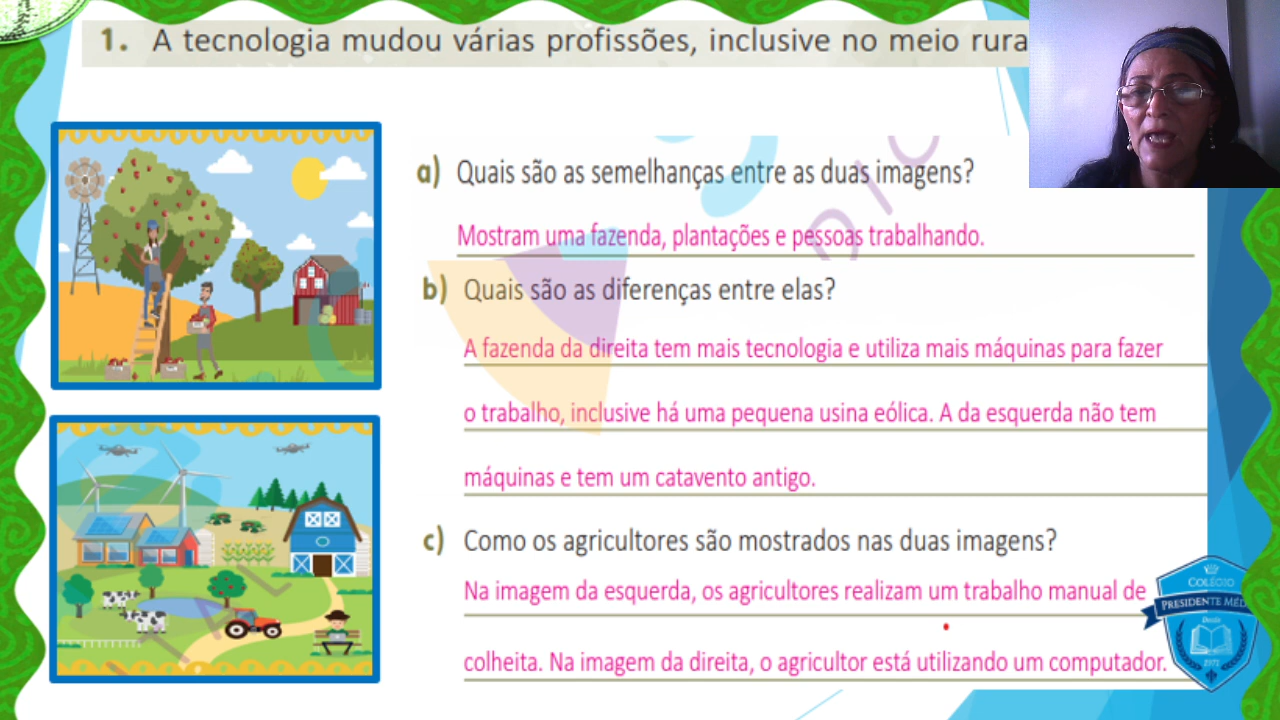 1. A tecnologia mudou várias profissões, inclusive no meio rura
a) Quais são as semelhanças entre as duas imagens?
Mostram uma fazenda, plantações e pessoas trabalhando.
b) Quais são as diferenças entre elas?
A fazenda da direita tem mais tecnologia e utiliza mais máquinas para fazer
o trabalho, inclusive há uma pequena usina eólica. A da esquerda não tem
máquinas e tem um catavento antigo.
c) Como os agricultores são mostrados nas duas imagens?
Na imagem da esquerda, os agricultores realizam um trabalho manual de
colheita. Na imagem da direita, o agricultor está utilizando um computador.
COLÉGIO
PRESIDENTE MÉD
Desde